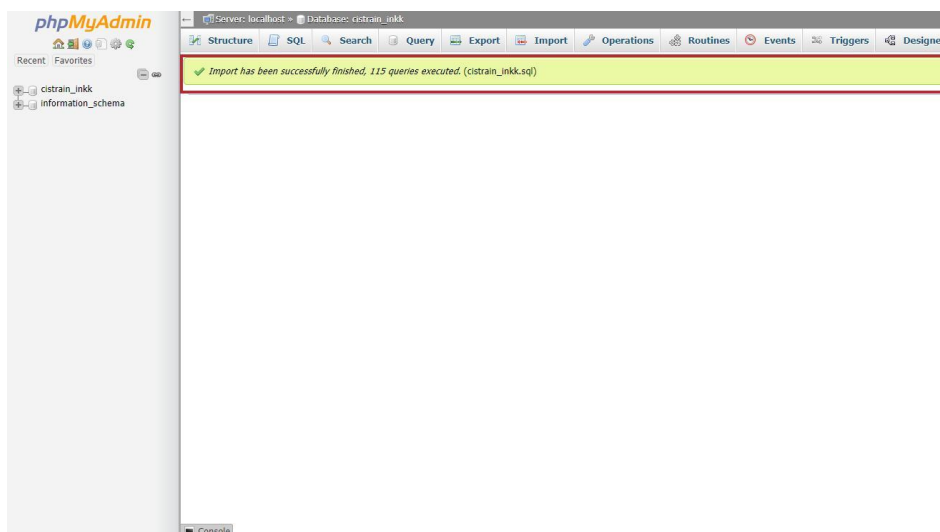 phpMyAdmin
Recent Favorites
cistrain_inkk
information_schema
Server: localhost » Database: cistrain_inkk
Structure SQL Search Query Export Import Operations Routines Events Triggers Designe
Import has been successfully finished, 115 queries executed. (cistrain_inkk.sql)
Console